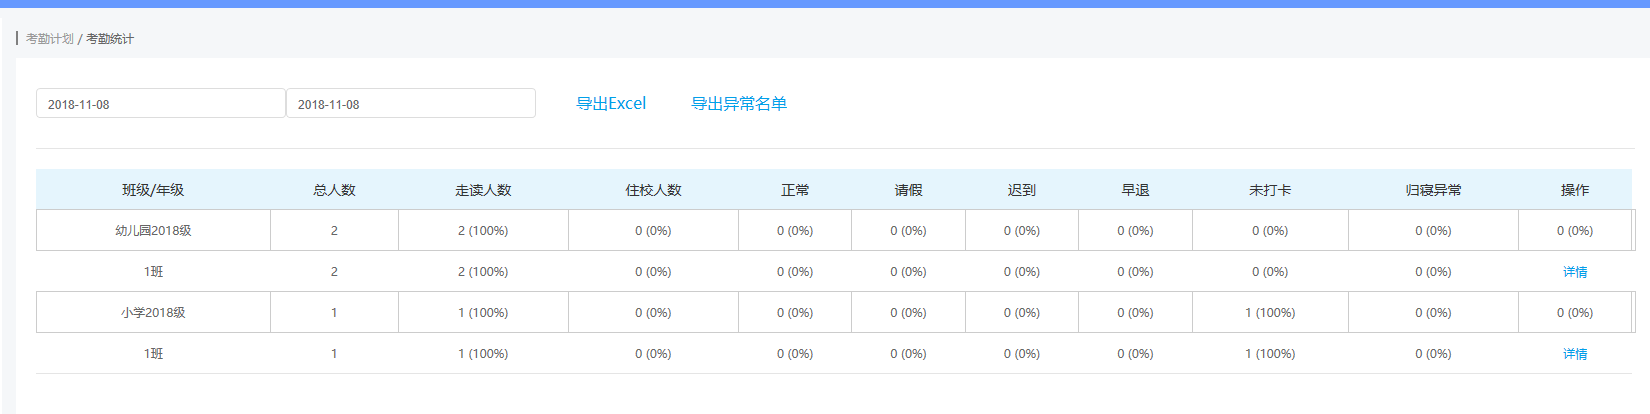 考勤计划 / 考勤统计
2018-11-08 2018-11-08 导出Excel 导出异常名单
班级/年级 总人数 走读人数 住校人数 正常 请假 迟到 早退 未打卡 归寝异常 操作
幼儿园2018级 2 2 (100%) 0 (0%) 0 (0%) 0 (0%) 0 (0%) 0 (0%) 0 (0%) 0 (0%) 0 (0%)
1班 2 2 (100%) 0 (0%) 0 (0%) 0 (0%) 0 (0%) 0 (0%) 0 (0%) 0 (0%) 详情
小学2018级 1 1 (100%) 0 (0%) 0 (0%) 0 (0%) 0 (0%) 0 (0%) 1 (100%) 0 (0%) 0 (0%)
1班 1 1 (100%) 0 (0%) 0 (0%) 0 (0%) 0 (0%) 0 (0%) 1 (100%) 0 (0%) 详情